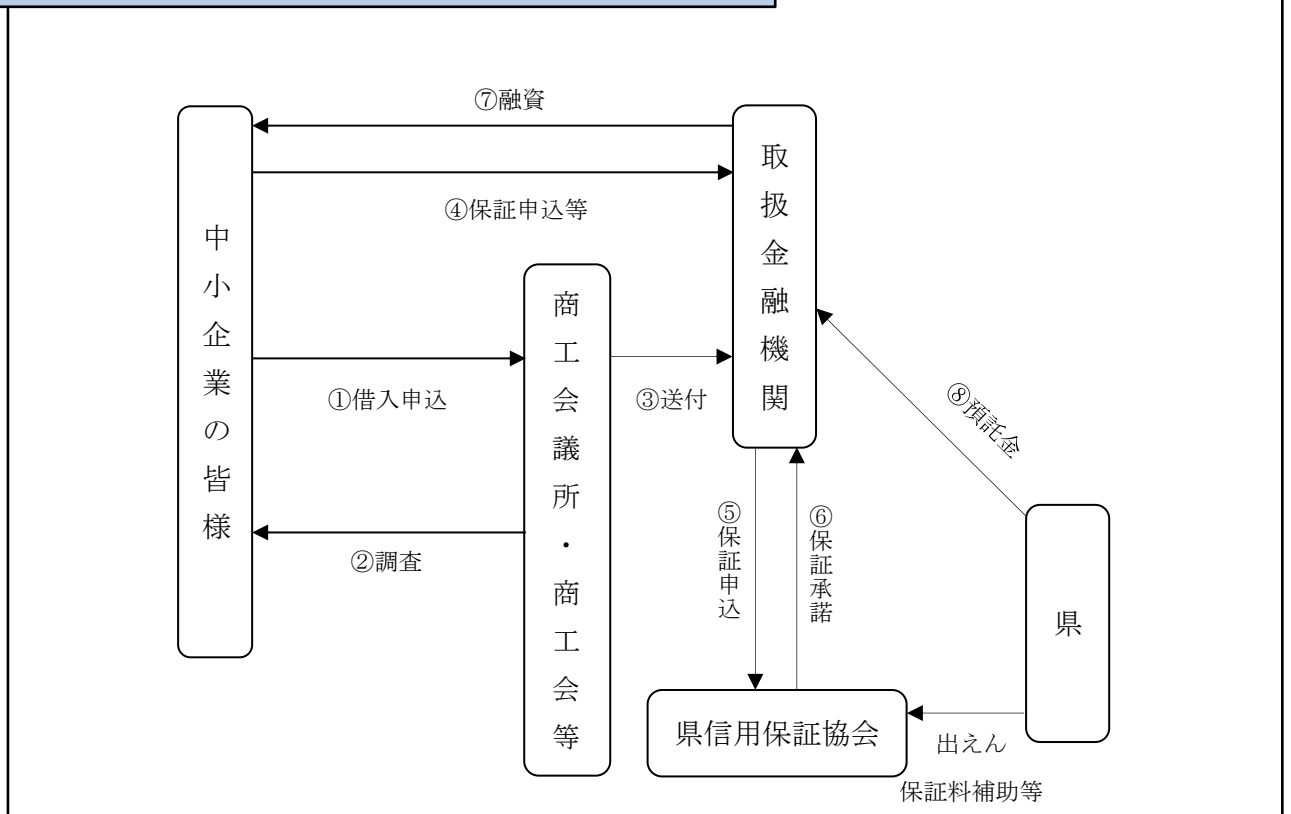 ⑦融資
④保証申込等
中小企業の皆様
取扱金融機関
商工会議所・商工会等
①借入申込
③送付
②調査
⑧預託金
⑤保証申込
⑥保証承諾
県
県信用保証協会
出えん
保証料補助等